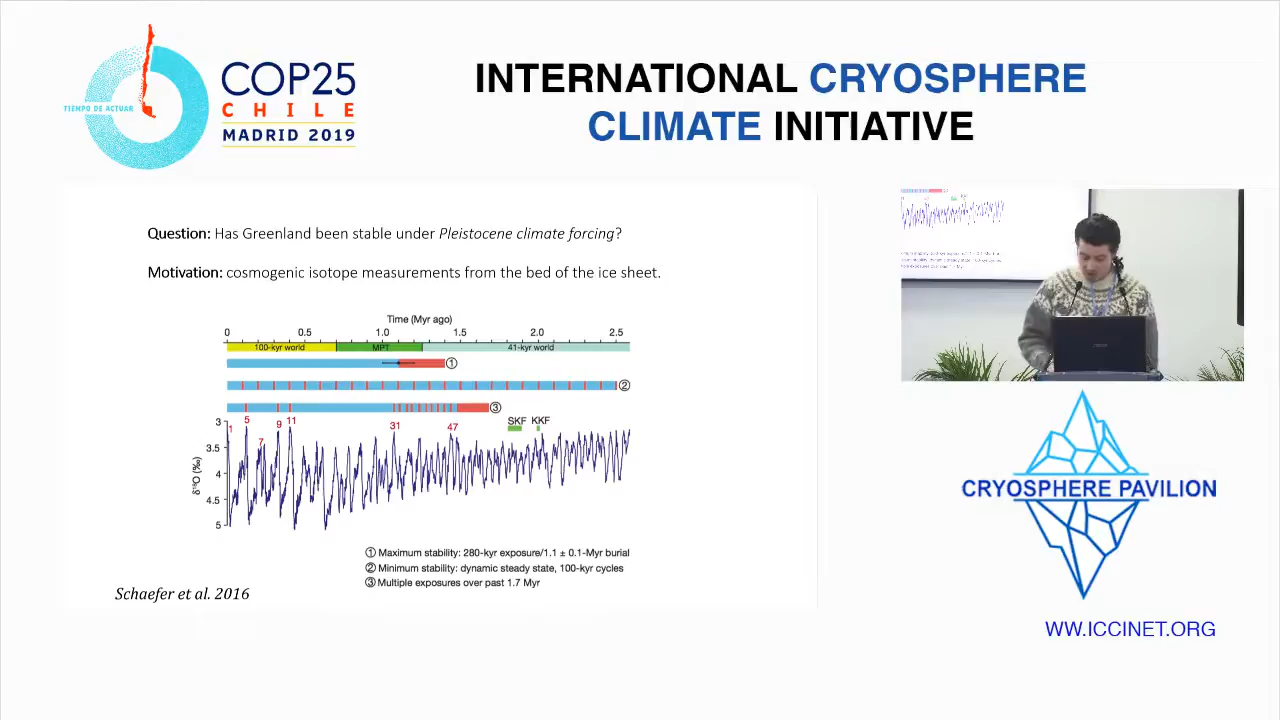 TIEMPO DE ACTUAR
COP25
CHILE
MADRID 2019
INTERNATIONAL CRYOSPHERE
CLIMATE INITIATIVE
Question: Has Greenland been stable under Pleistocene climate forcing?
Motivation: cosmogenic isotope measurements from the bed of the ice sheet.
Time (Myr ago)
0 0.5 1.0 1.5 2.0 2.5
100-kyr world MPT 41-kyr world
①
②
③
SKF KKF
1 5 7 9 11 31 47
3
3.5
4
4.5
5
δ¹⁸O (‰)
① Maximum stability: 280-kyr exposure/1.1 ± 0.1-Myr burial
② Minimum stability: dynamic steady state, 100-kyr cycles
③ Multiple exposures over past 1.7 Myr
Schaefer et al. 2016
CRYOSPHERE PAVILION
WW.ICCINET.ORG